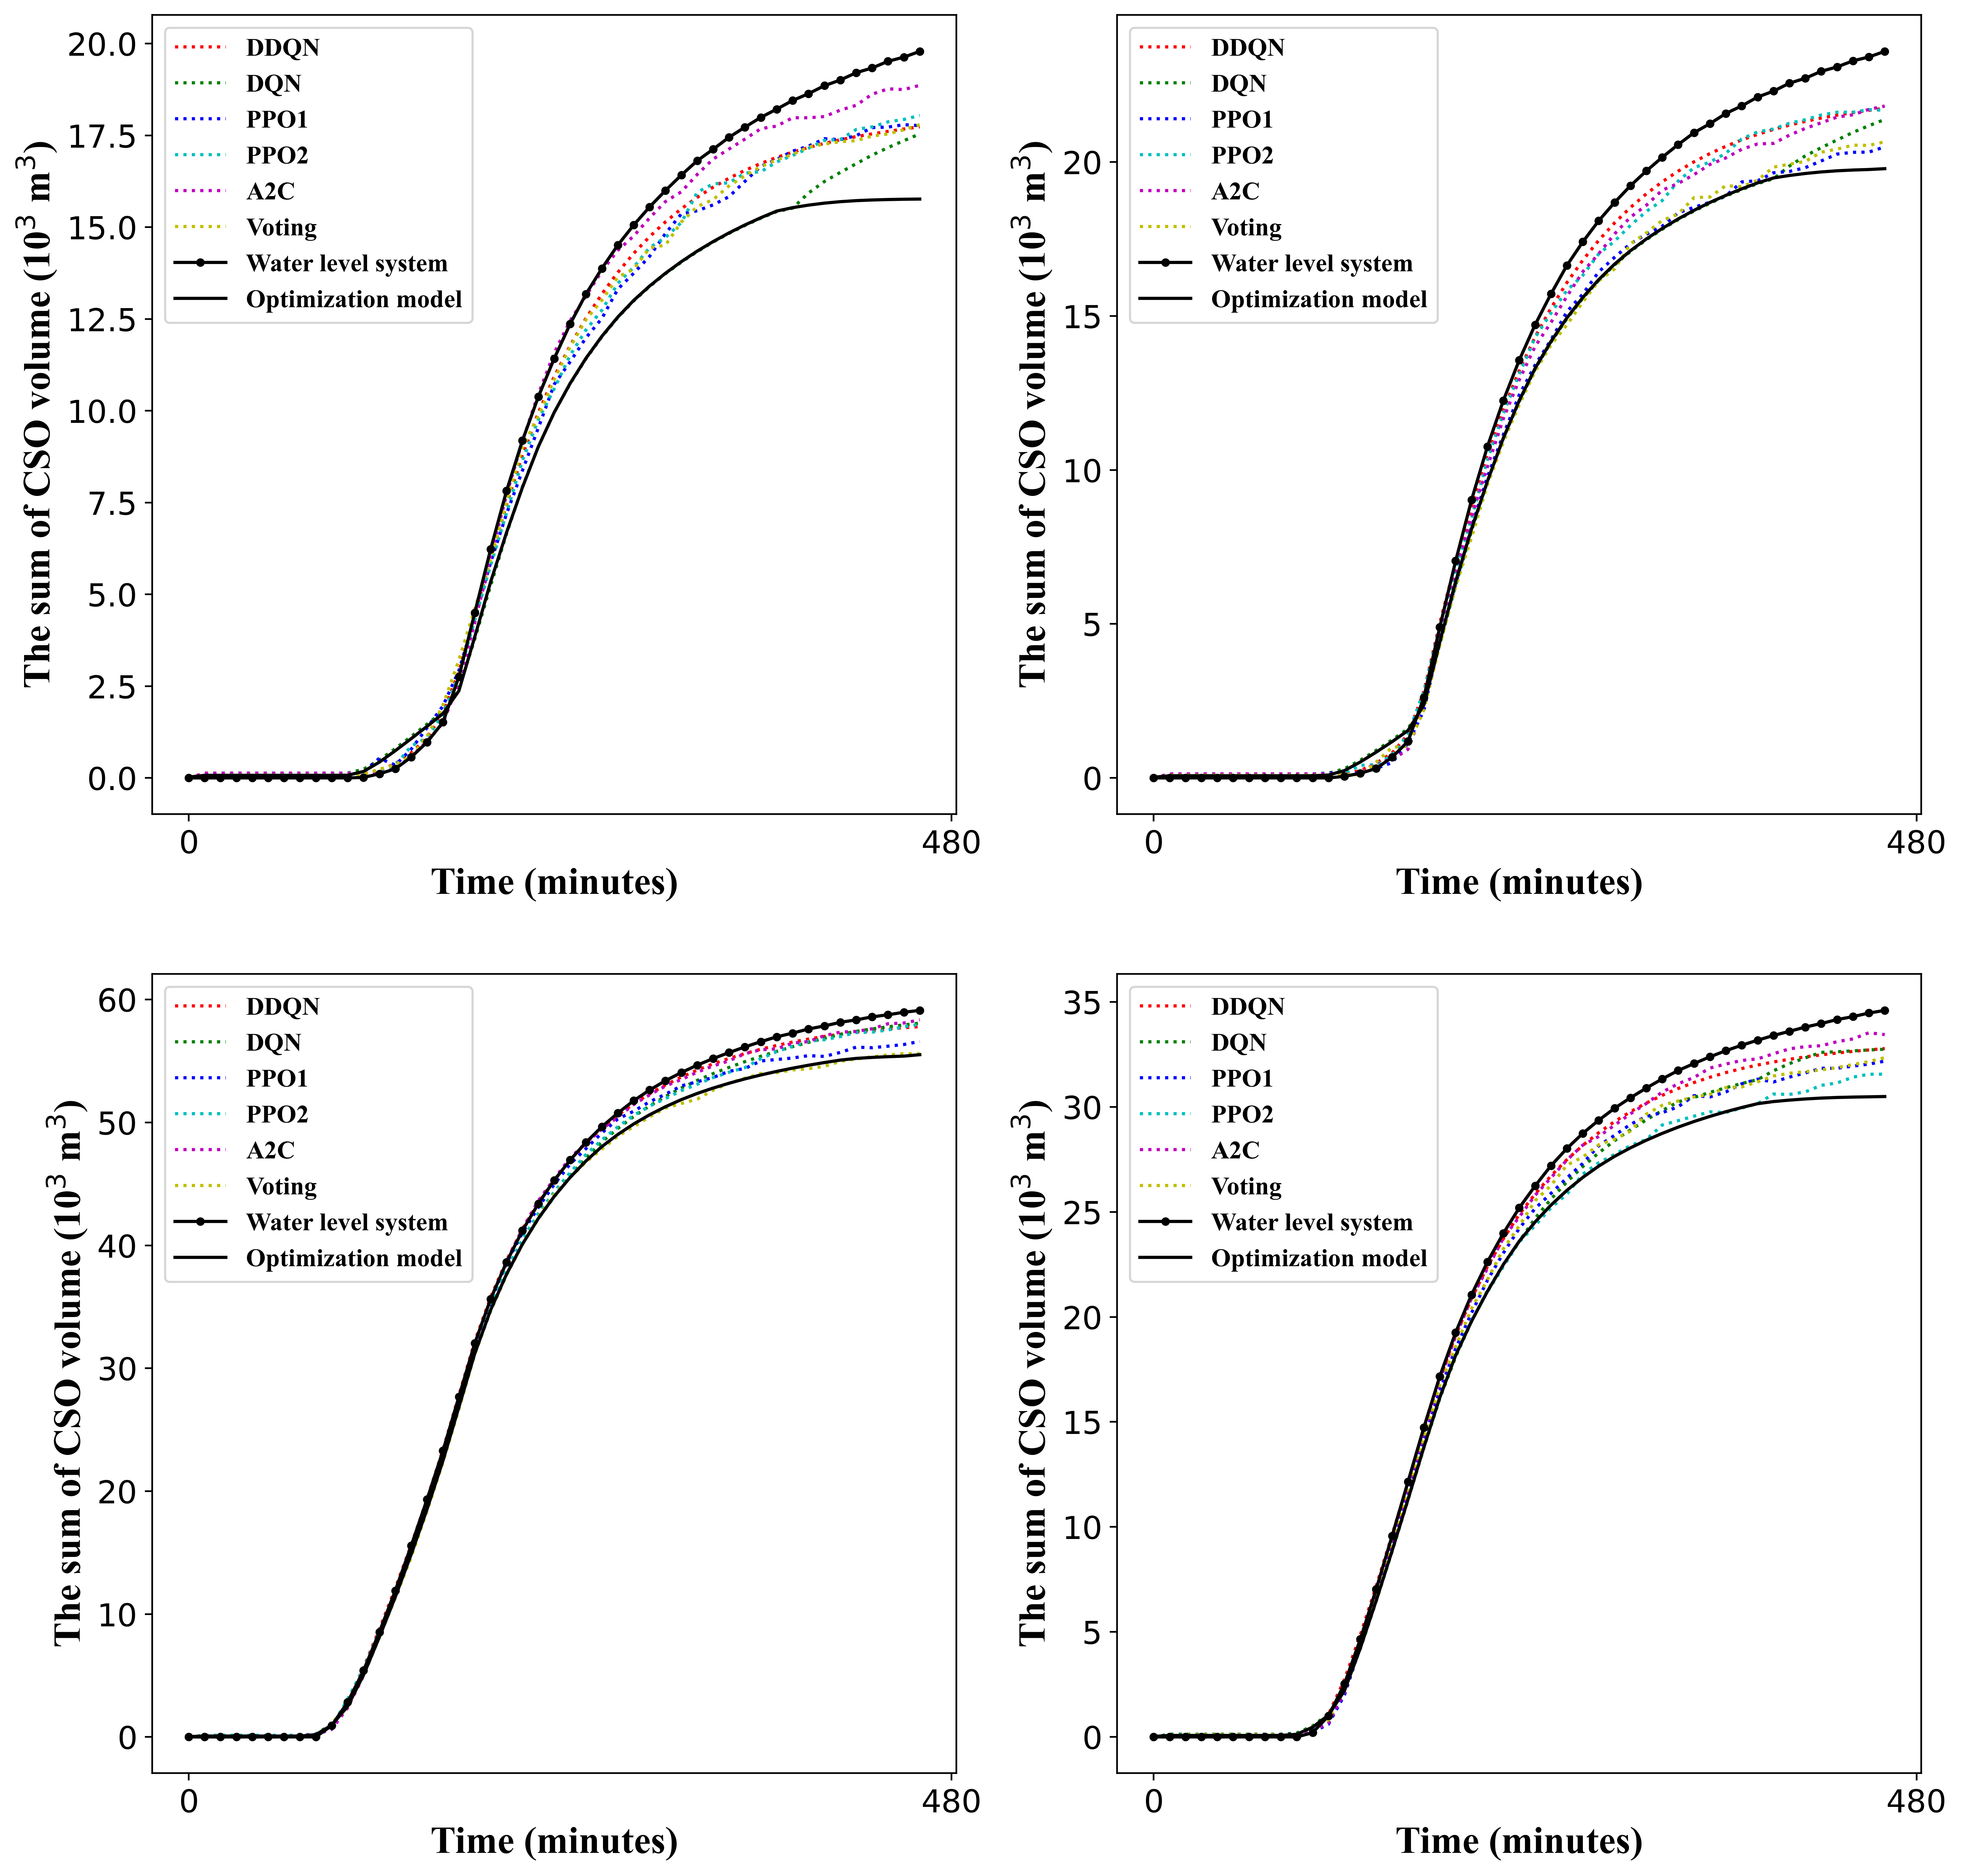 20.0
17.5
15.0
12.5
10.0
7.5
5.0
2.5
0.0
The sum of CSO volume (10³ m³)
DDQN
DQN
PPO1
PPO2
A2C
Voting
Water level system
Optimization model
0
480
Time (minutes)
20
15
10
5
0
The sum of CSO volume (10³ m³)
DDQN
DQN
PPO1
PPO2
A2C
Voting
Water level system
Optimization model
0
480
Time (minutes)
60
50
40
30
20
10
0
The sum of CSO volume (10³ m³)
DDQN
DQN
PPO1
PPO2
A2C
Voting
Water level system
Optimization model
0
480
Time (minutes)
35
30
25
20
15
10
5
0
The sum of CSO volume (10³ m³)
DDQN
DQN
PPO1
PPO2
A2C
Voting
Water level system
Optimization model
0
480
Time (minutes)